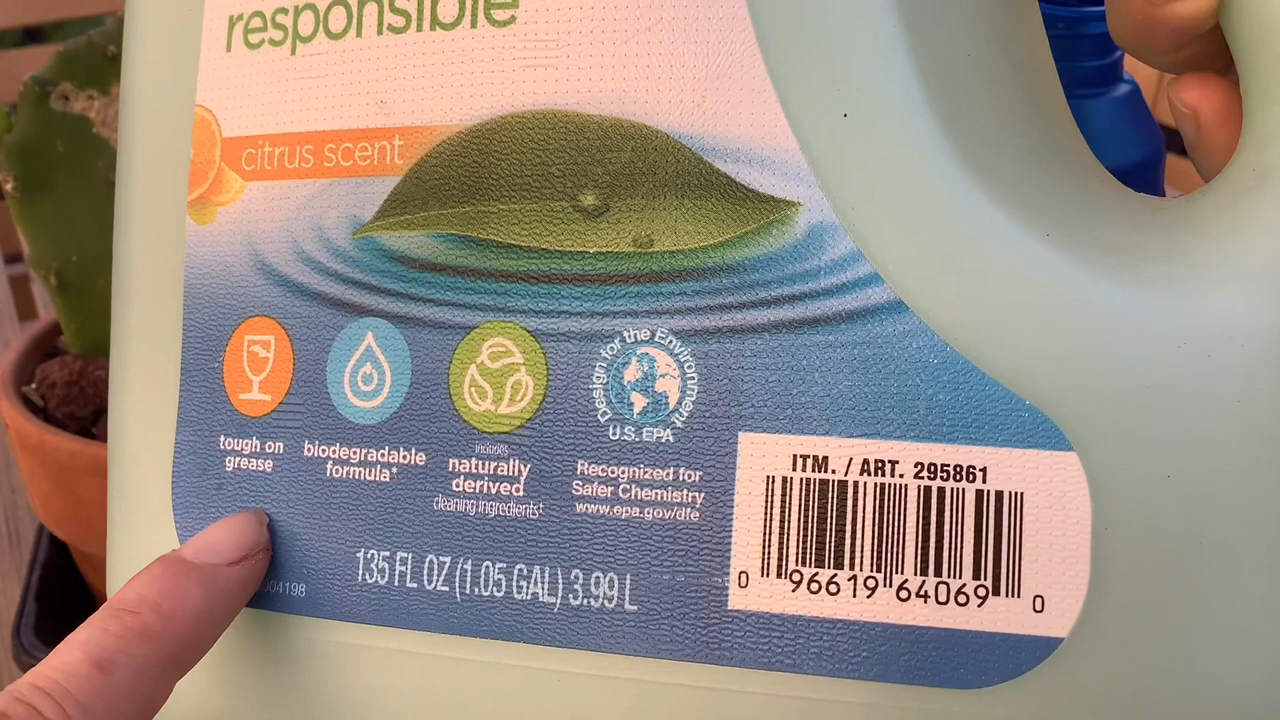 responsible
citrus scent
tough on
grease
biodegradable
formula*
includes
naturally
derived
cleaning ingredients†
Design for the Environment
U.S. EPA
Recognized for
Safer Chemistry
www.epa.gov/dfe
ITM. / ART. 295861
0 96619 64069 0
135 FL OZ (1.05 GAL) 3.99 L
04198